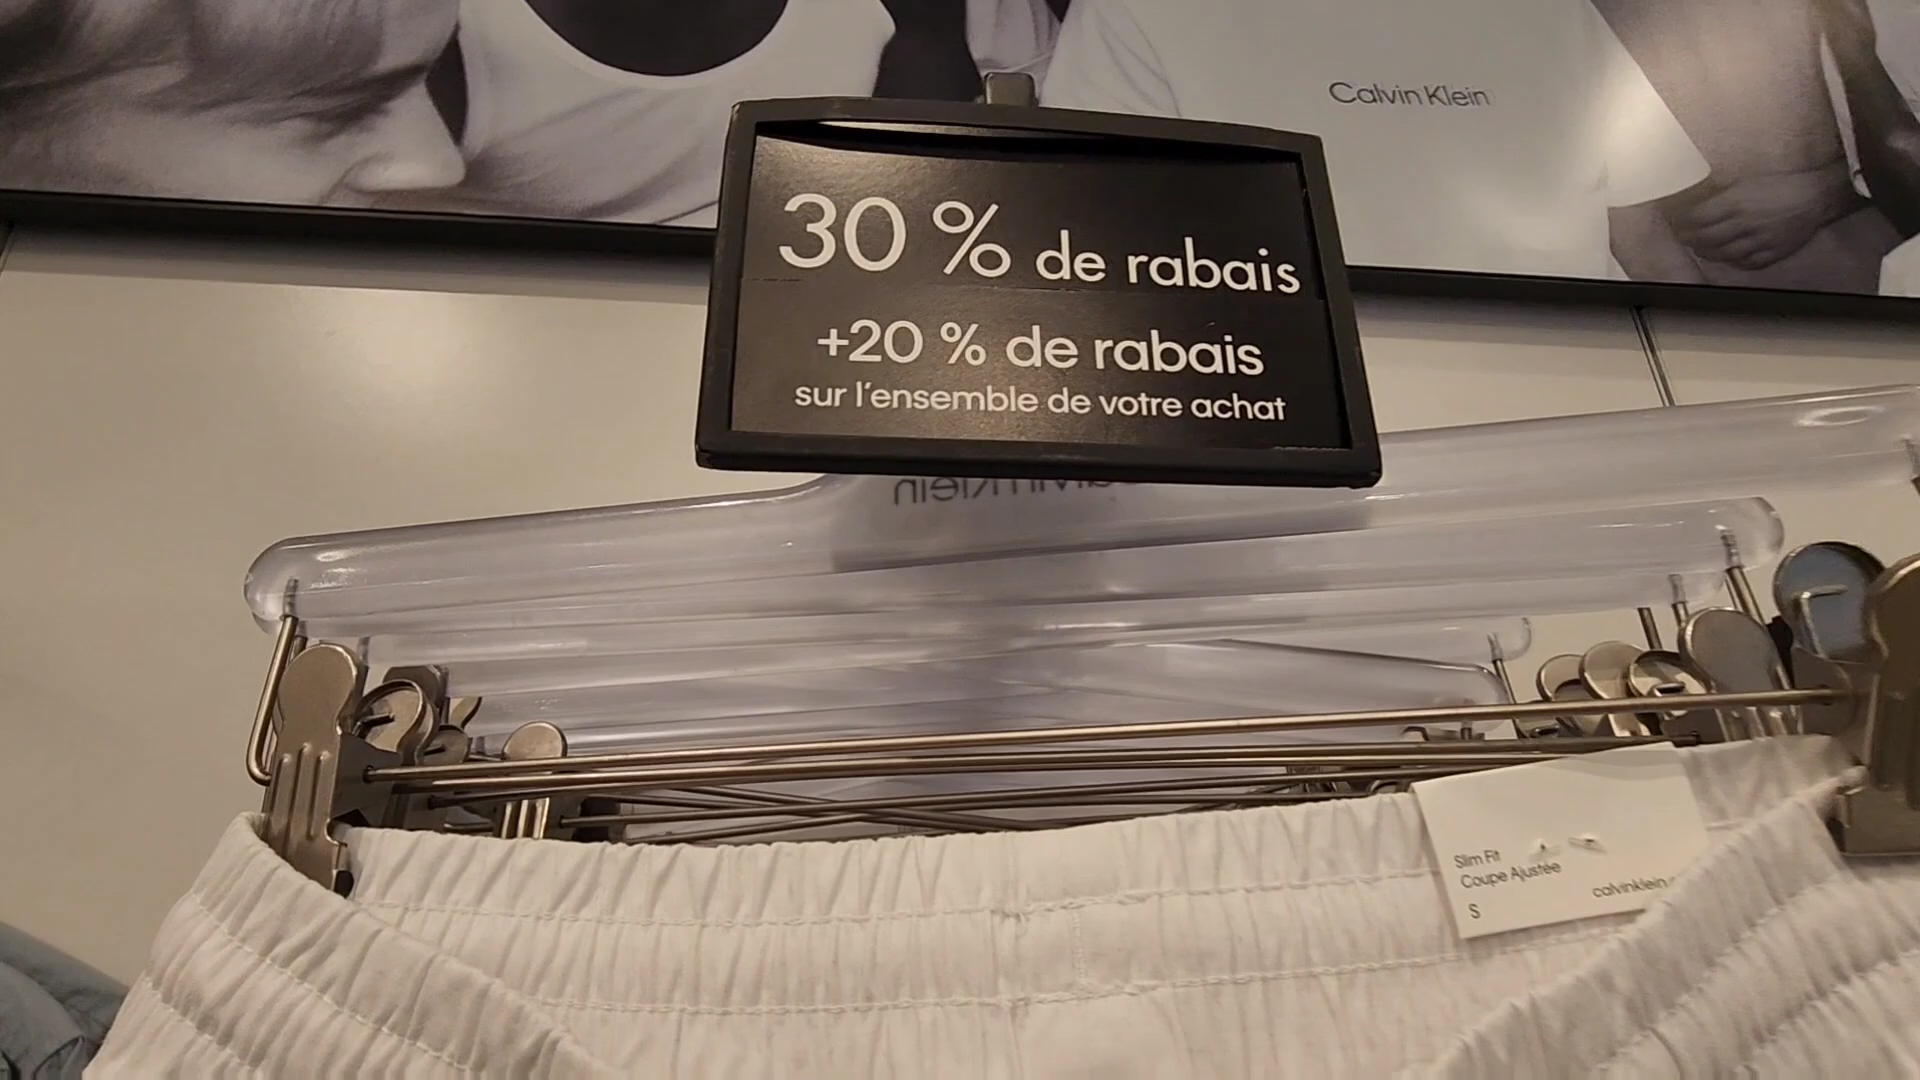 Calvin Klein
30 % de rabais
+20 % de rabais
sur l'ensemble de votre achat
Slim Fit
Coupe Ajustée
calvinklein
S